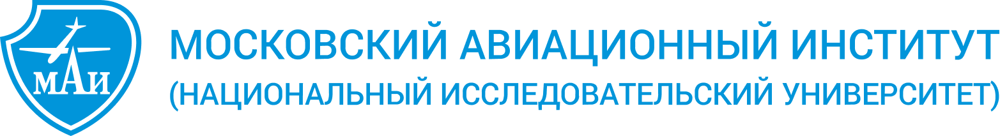 МАИ
МОСКОВСКИЙ АВИАЦИОННЫЙ ИНСТИТУТ
(НАЦИОНАЛЬНЫЙ ИССЛЕДОВАТЕЛЬСКИЙ УНИВЕРСИТЕТ)